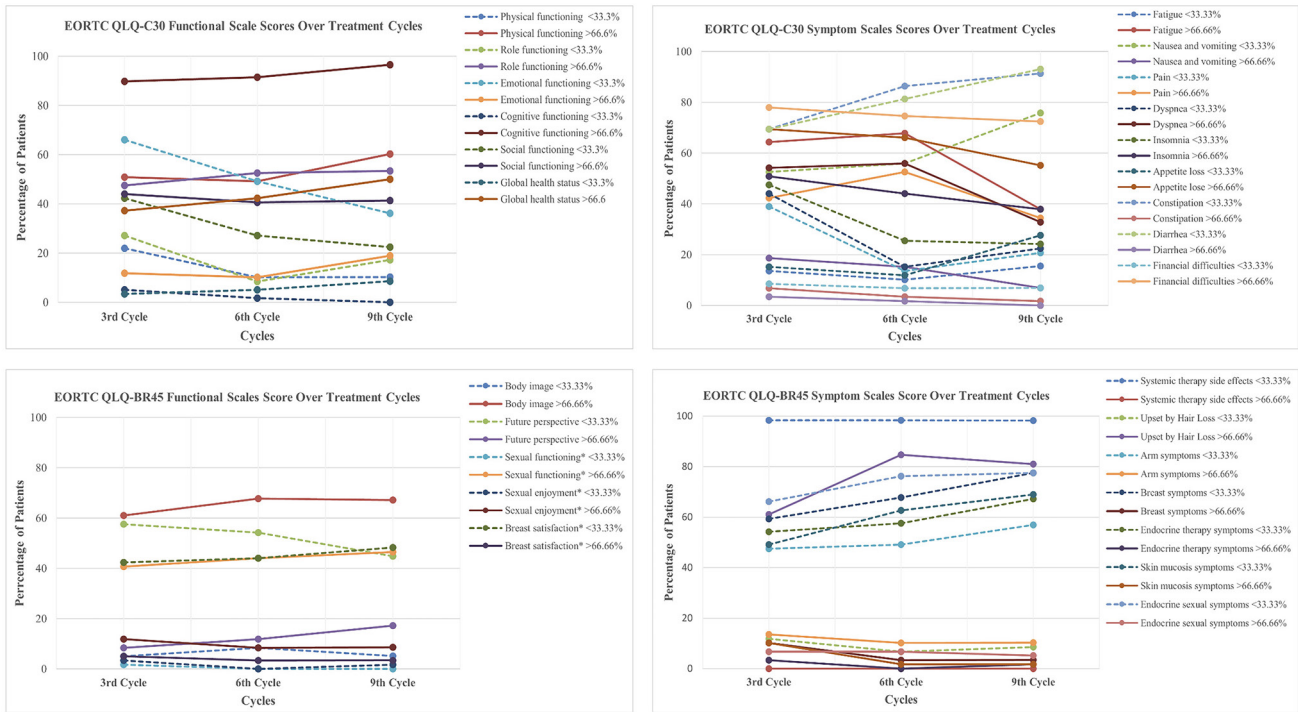 EORTC QLQ-C30 Functional Scale Scores Over Treatment Cycles
Percentage of Patients
100
80
60
40
20
0
3rd Cycle
6th Cycle
9th Cycle
Cycles
Physical functioning <33.3%
Physical functioning >66.6%
Role functioning <33.3%
Role functioning >66.6%
Emotional functioning <33.3%
Emotional functioning >66.6%
Cognitive functioning <33.3%
Cognitive functioning >66.6%
Social functioning <33.3%
Social functioning >66.6%
Global health status <33.3%
Global health status >66.6
EORTC QLQ-C30 Symptom Scales Scores Over Treatment Cycles
Percentage of Patients
100
80
60
40
20
0
3rd Cycle
6th Cycle
9th Cycle
Cycles
Fatigue <33.33%
Fatigue >66.66%
Nausea and vomiting <33.33%
Nausea and vomiting >66.66%
Pain <33.33%
Pain >66.66%
Dyspnea <33.33%
Dyspnea >66.66%
Insomnia <33.33%
Insomnia >66.66%
Appetite loss <33.33%
Appetite lose >66.66%
Constipation <33.33%
Constipation >66.66%
Diarrhea <33.33%
Diarrhea >66.66%
Financial difficulties <33.33%
Financial difficulties >66.66%
EORTC QLQ-BR45 Functional Scales Score Over Treatment Cycles
Perrcentage of Patients
100
80
60
40
20
0
3rd Cycle
6th Cycle
9th Cycle
Cycles
Body image <33.33%
Body image >66.66%
Future perspective <33.33%
Future perspective >66.66%
Sexual functioning* <33.33%
Sexual functioning* >66.66%
Sexual enjoyment* <33.33%
Sexual enjoyment* >66.66%
Breast satisfaction* <33.33%
Breast satisfaction* >66.66%
EORTC QLQ-BR45 Symptom Scales Score Over Treatment Cycles
Percentage of Patients
100
80
60
40
20
0
3rd Cycle
6th Cycle
9th Cycle
Cycles
Systemic therapy side effects <33.33%
Systemic therapy side effects >66.66%
Upset by Hair Loss <33.33%
Upset by Hair Loss >66.66%
Arm symptoms <33.33%
Arm symptoms >66.66%
Breast symptoms <33.33%
Breast symptoms >66.66%
Endocrine therapy symptoms <33.33%
Endocrine therapy symptoms >66.66%
Skin mucosis symptoms <33.33%
Skin mucosis symptoms >66.66%
Endocrine sexual symptoms <33.33%
Endocrine sexual symptoms >66.66%